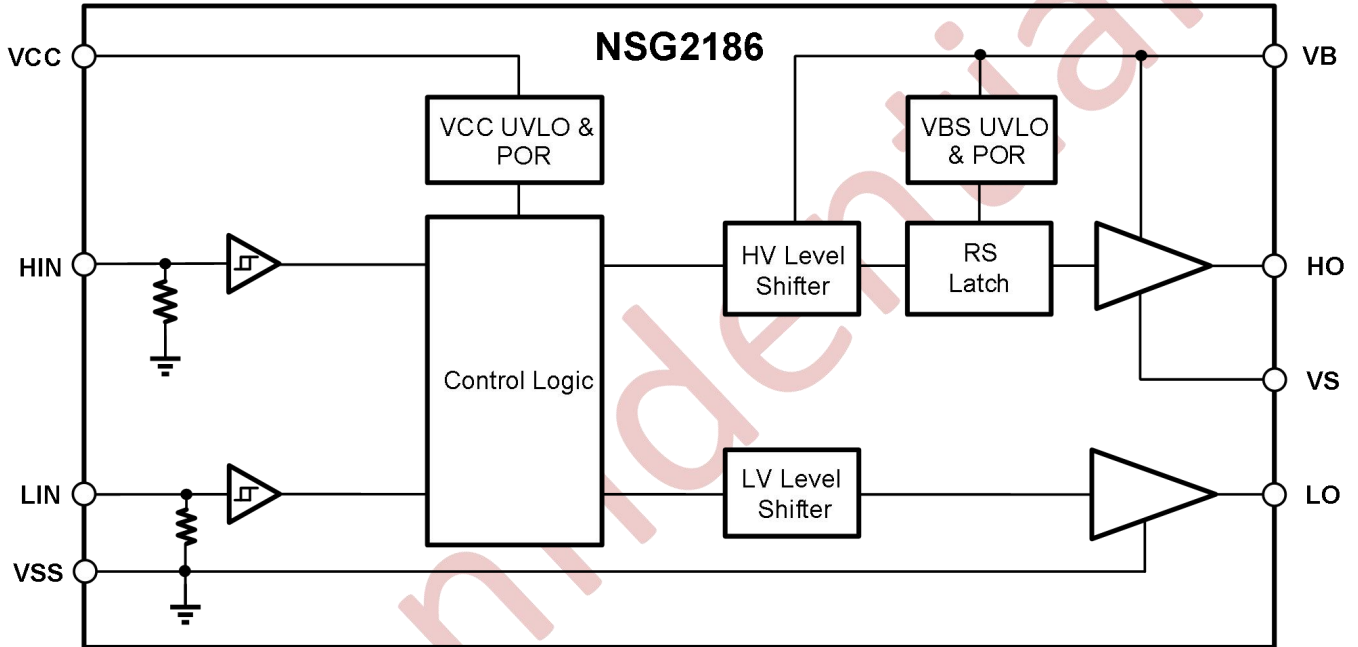 NSG2186
VCC
VB
VCC UVLO &
POR
VBS UVLO
& POR
HIN
HV Level
Shifter
RS
Latch
HO
Control Logic
VS
LIN
LV Level
Shifter
LO
VSS
nfidential